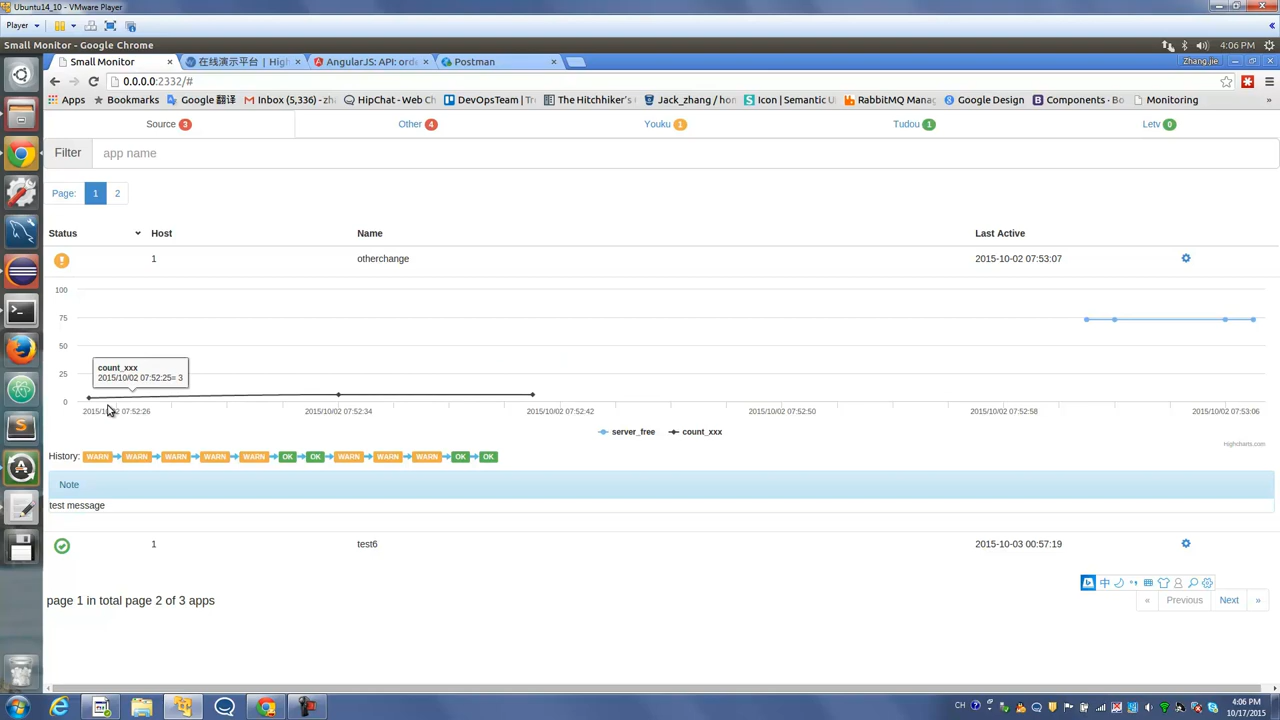 Ubuntu14_10 - VMware Player
Player
Small Monitor - Google Chrome
4:06 PM
Small Monitor
在线演示平台 | High
AngularJS: API: orde
Postman
Zhang jie
0.0.0.0:2332/#
Apps
Bookmarks
Google 翻译
Inbox (5,336) - zh
HipChat - Web C
DevOpsTeam | Tr
The Hitchhiker's
Jack_zhang / hon
Icon | Semantic U
RabbitMQ Manag
Google Design
Components · Bo
Monitoring
Source 3
Other 4
Youku 1
Tudou 1
Letv 0
Filter
app name
Page: 1 2
Status Host Name Last Active
1 otherchange 2015-10-02 07:53:07
100
75
50
25
0
count_xxx
2015/10/02 07:52:25= 3
2015/10/02 07:52:26 2015/10/02 07:52:34 2015/10/02 07:52:42 2015/10/02 07:52:50 2015/10/02 07:52:58 2015/10/02 07:53:06
server_free count_xxx
Highcharts.com
History: WARN WARN WARN WARN WARN OK OK WARN WARN WARN OK OK
Note
test message
1 test6 2015-10-03 00:57:19
中
page 1 in total page 2 of 3 apps
« Previous Next »
CH
4:06 PM
10/17/2015